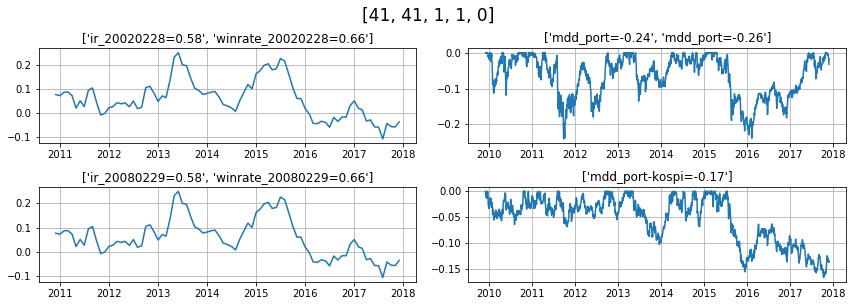 [41, 41, 1, 1, 0]
['ir_20020228=0.58', 'winrate_20020228=0.66']
0.2
0.1
0.0
−0.1
2011 2012 2013 2014 2015 2016 2017 2018
['mdd_port=-0.24', 'mdd_port=-0.26']
0.0
−0.1
−0.2
2010 2011 2012 2013 2014 2015 2016 2017 2018
['ir_20080229=0.58', 'winrate_20080229=0.66']
0.2
0.1
0.0
−0.1
2011 2012 2013 2014 2015 2016 2017 2018
['mdd_port-kospi=-0.17']
0.00
−0.05
−0.10
−0.15
2010 2011 2012 2013 2014 2015 2016 2017 2018